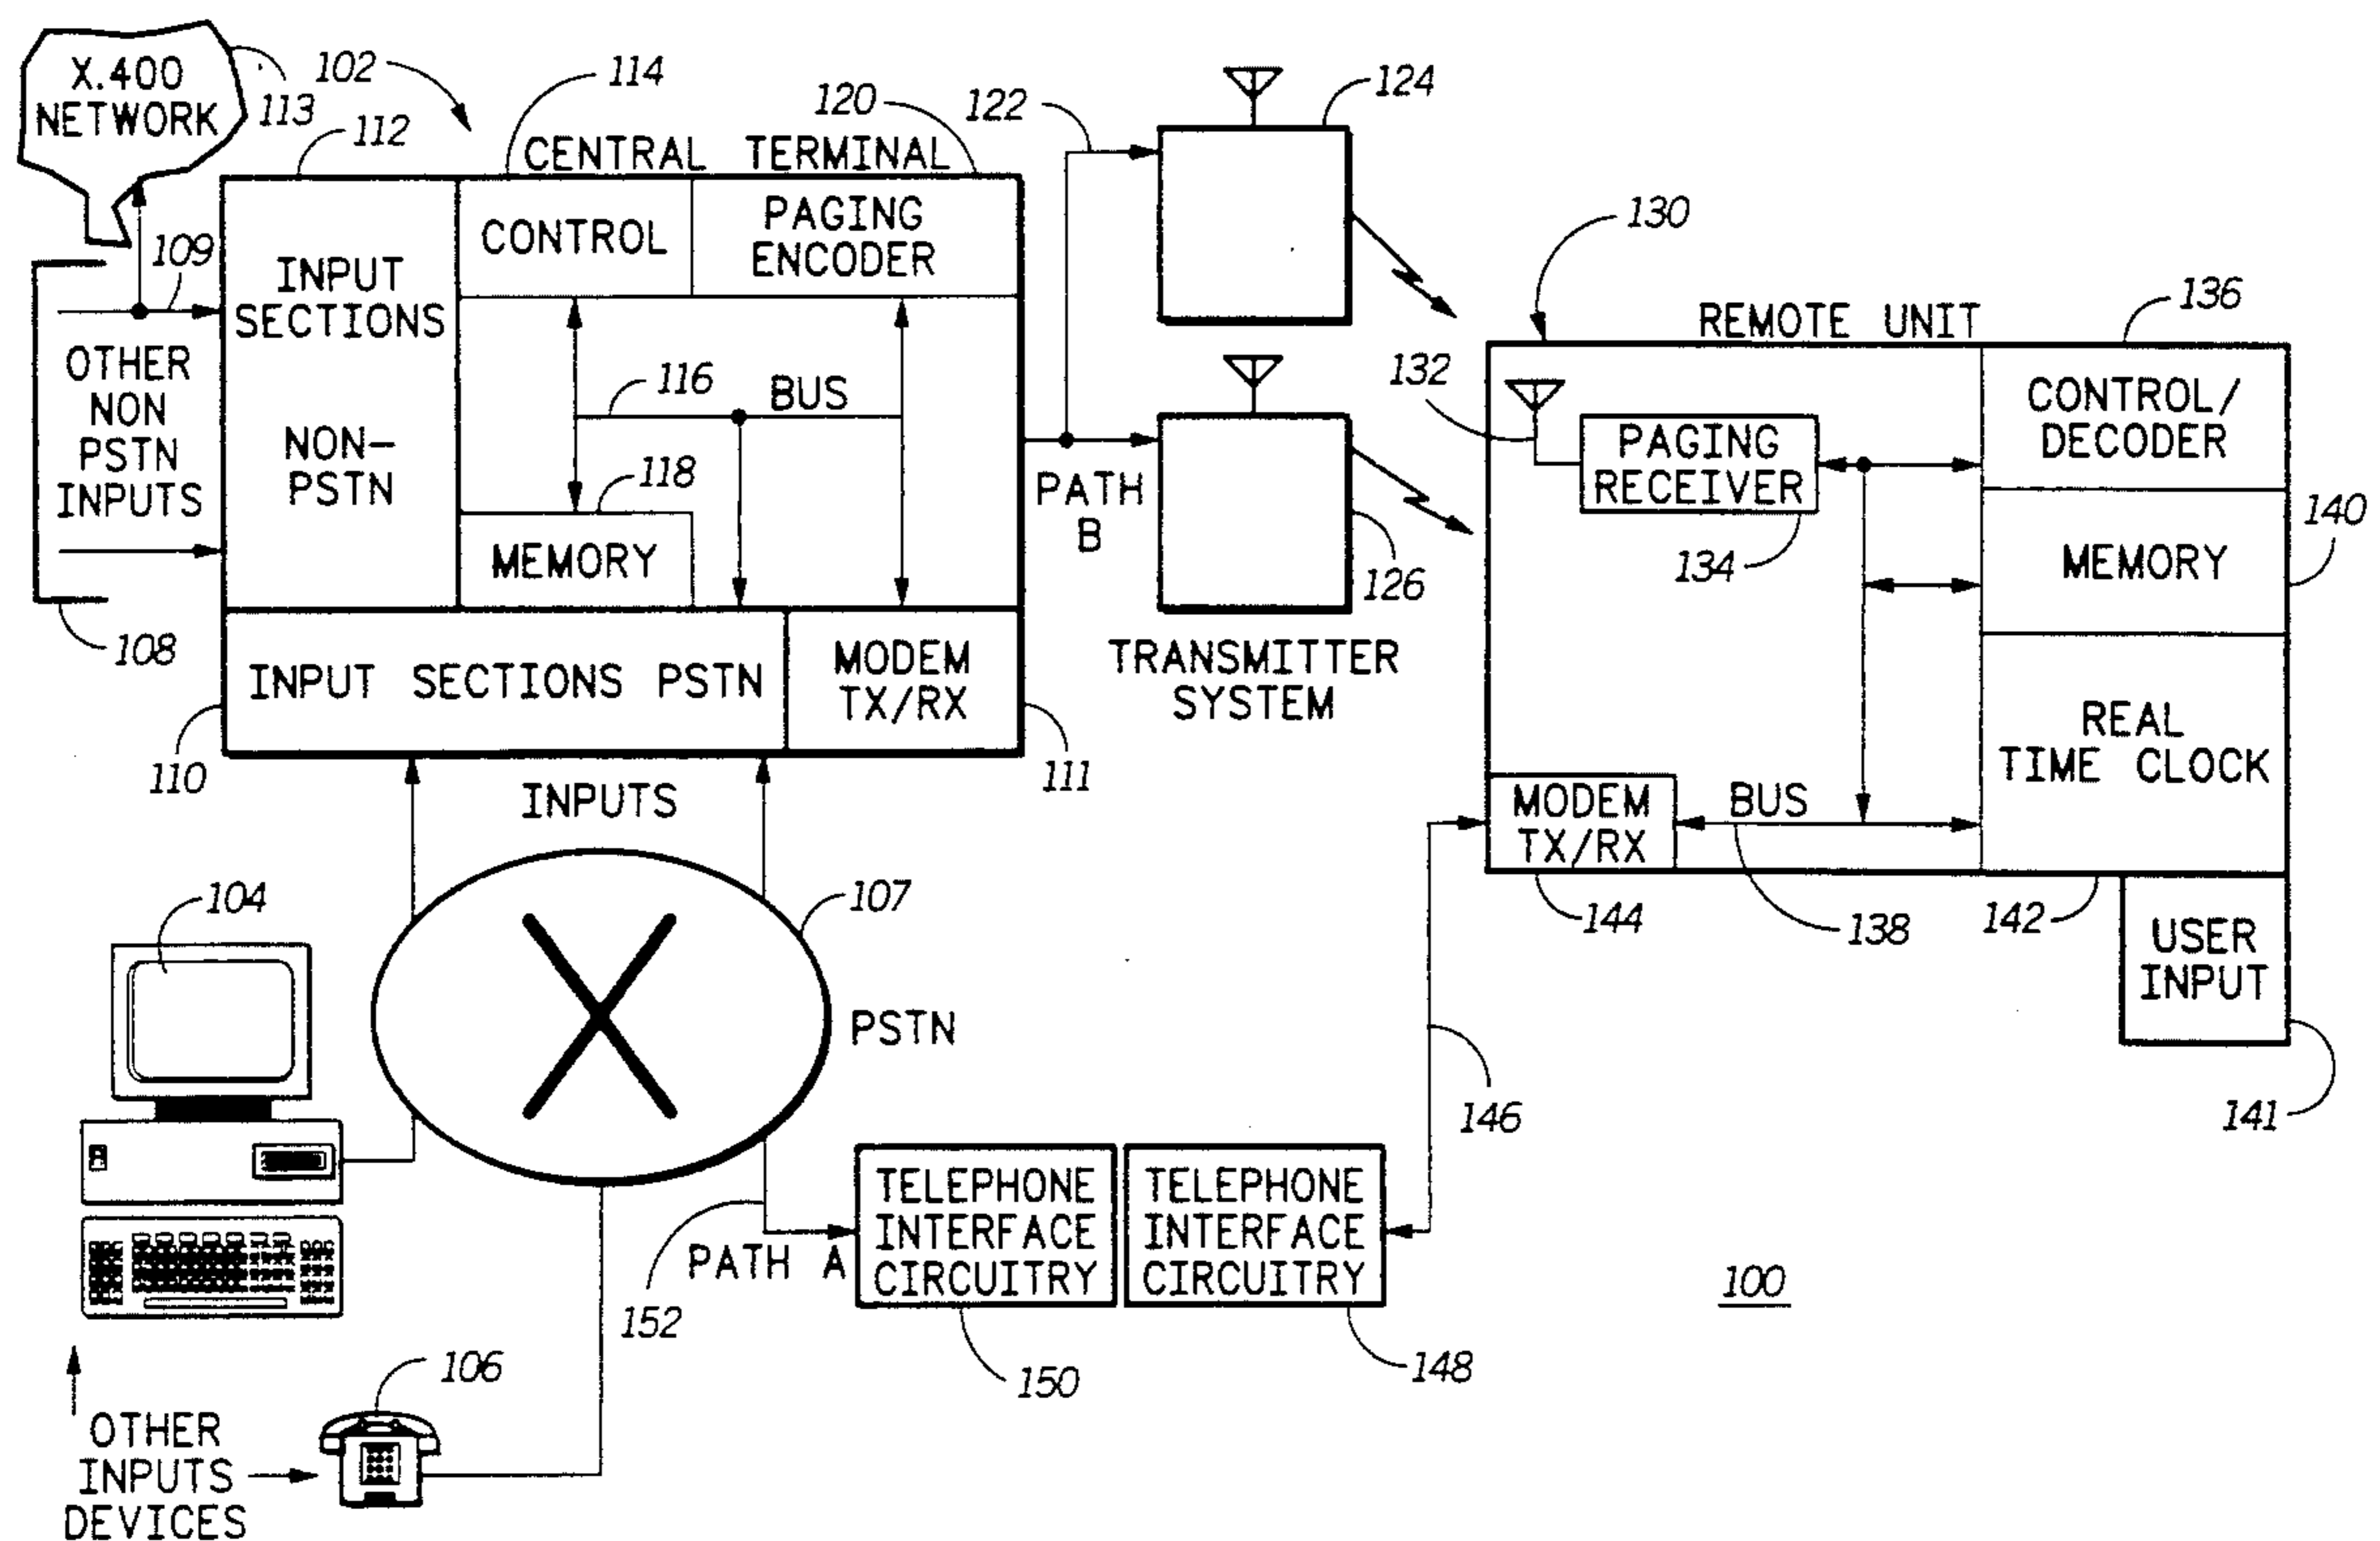 X.400
NETWORK
113
102
112
114
120
122
124
CENTRAL TERMINAL
109
INPUT
SECTIONS
NON-
PSTN
CONTROL
PAGING
ENCODER
116
BUS
118
MEMORY
OTHER
NON
PSTN
INPUTS
108
INPUT SECTIONS PSTN
MODEM
TX/RX
110
111
PATH
B
126
TRANSMITTER
SYSTEM
130
REMOTE UNIT
136
132
PAGING
RECEIVER
134
CONTROL/
DECODER
MEMORY
140
REAL
TIME CLOCK
MODEM
TX/RX
BUS
144
138
142
USER
INPUT
141
INPUTS
107
PSTN
104
146
PATH A
152
TELEPHONE
INTERFACE
CIRCUITRY
150
TELEPHONE
INTERFACE
CIRCUITRY
148
100
106
OTHER
INPUTS
DEVICES